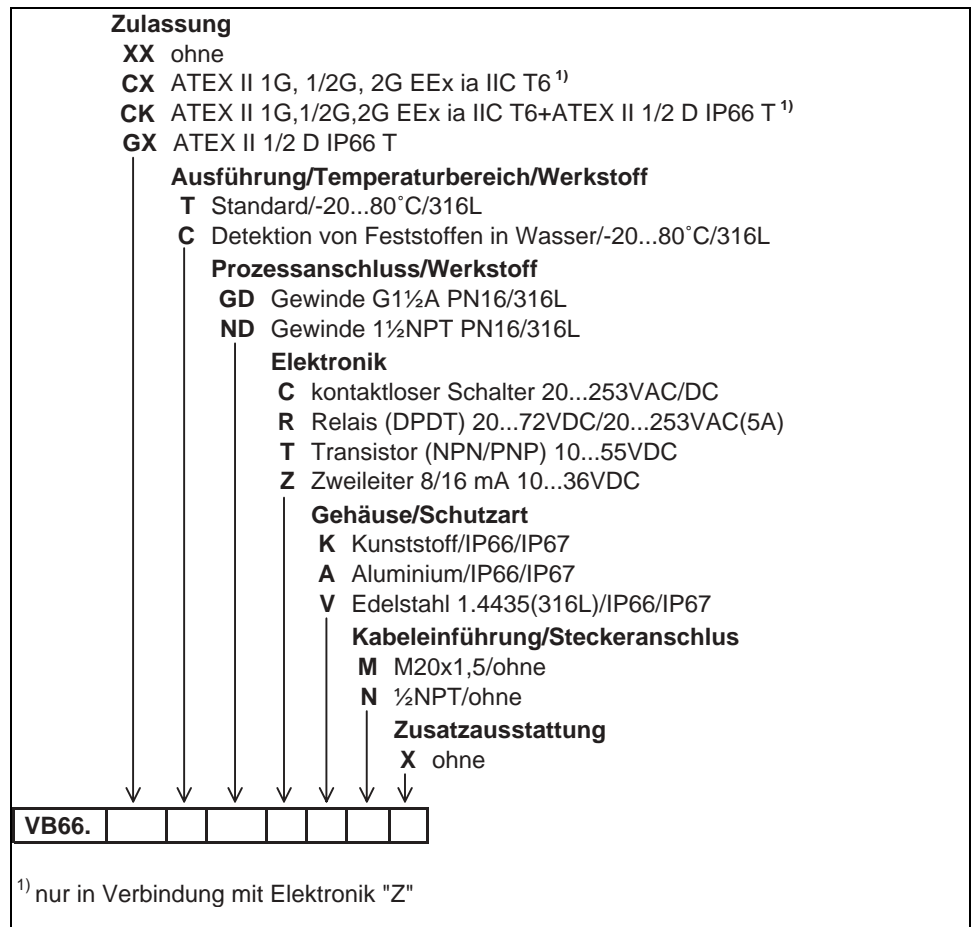 Zulassung
XX ohne
CX ATEX II 1G, 1/2G, 2G EEx ia IIC T6 1)
CK ATEX II 1G,1/2G,2G EEx ia IIC T6+ATEX II 1/2 D IP66 T 1)
GX ATEX II 1/2 D IP66 T
Ausführung/Temperaturbereich/Werkstoff
T Standard/-20...80˚C/316L
C Detektion von Feststoffen in Wasser/-20...80˚C/316L
Prozessanschluss/Werkstoff
GD Gewinde G1½A PN16/316L
ND Gewinde 1½NPT PN16/316L
Elektronik
C kontaktloser Schalter 20...253VAC/DC
R Relais (DPDT) 20...72VDC/20...253VAC(5A)
T Transistor (NPN/PNP) 10...55VDC
Z Zweileiter 8/16 mA 10...36VDC
Gehäuse/Schutzart
K Kunststoff/IP66/IP67
A Aluminium/IP66/IP67
V Edelstahl 1.4435(316L)/IP66/IP67
Kabeleinführung/Steckeranschlus
M M20x1,5/ohne
N ½NPT/ohne
Zusatzausstattung
X ohne
VB66.
1) nur in Verbindung mit Elektronik "Z"